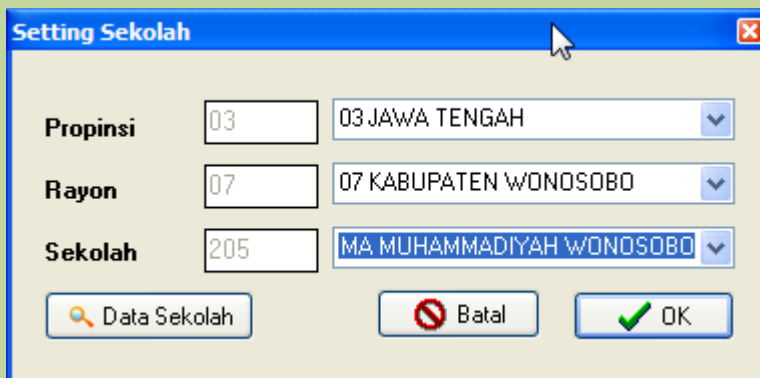 Setting Sekolah
Propinsi 03 03 JAWA TENGAH
Rayon 07 07 KABUPATEN WONOSOBO
Sekolah 205 MA MUHAMMADIYAH WONOSOBO
Data Sekolah Batal OK